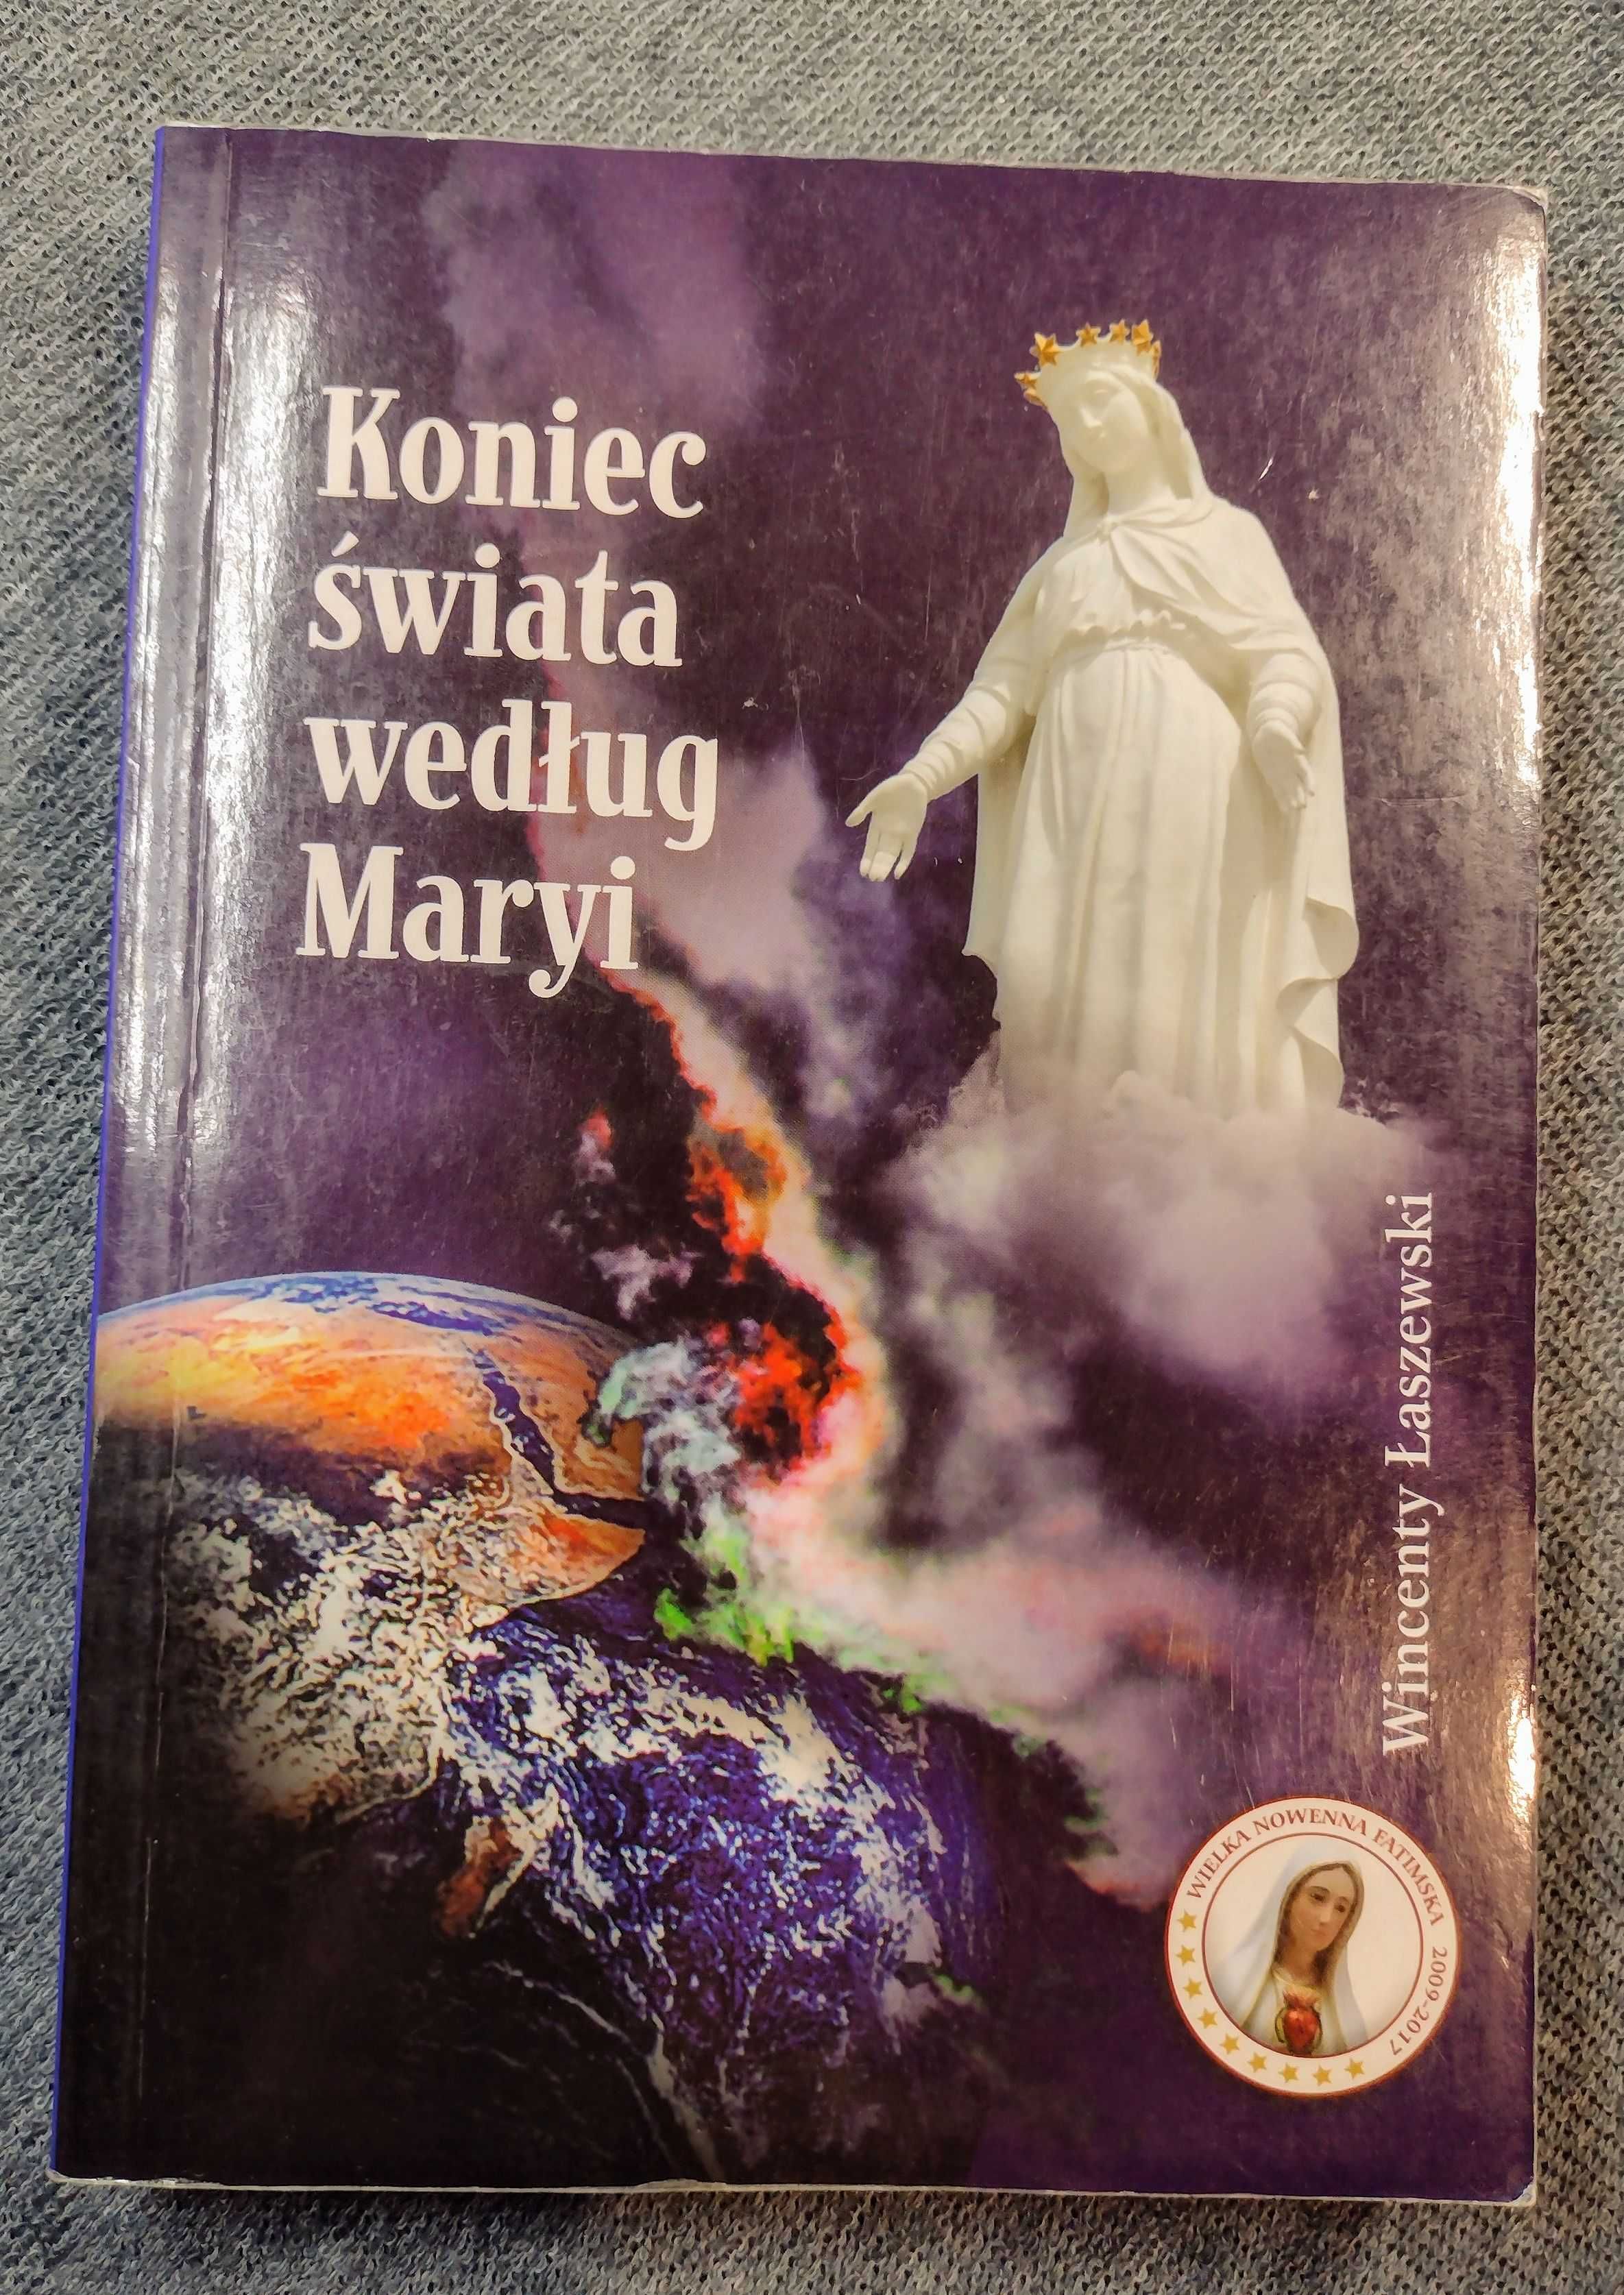 Koniec
świata
według
Maryi
Wincenty Łaszewski
WIELKA NOWENNA FATIMSKA 2009-2017